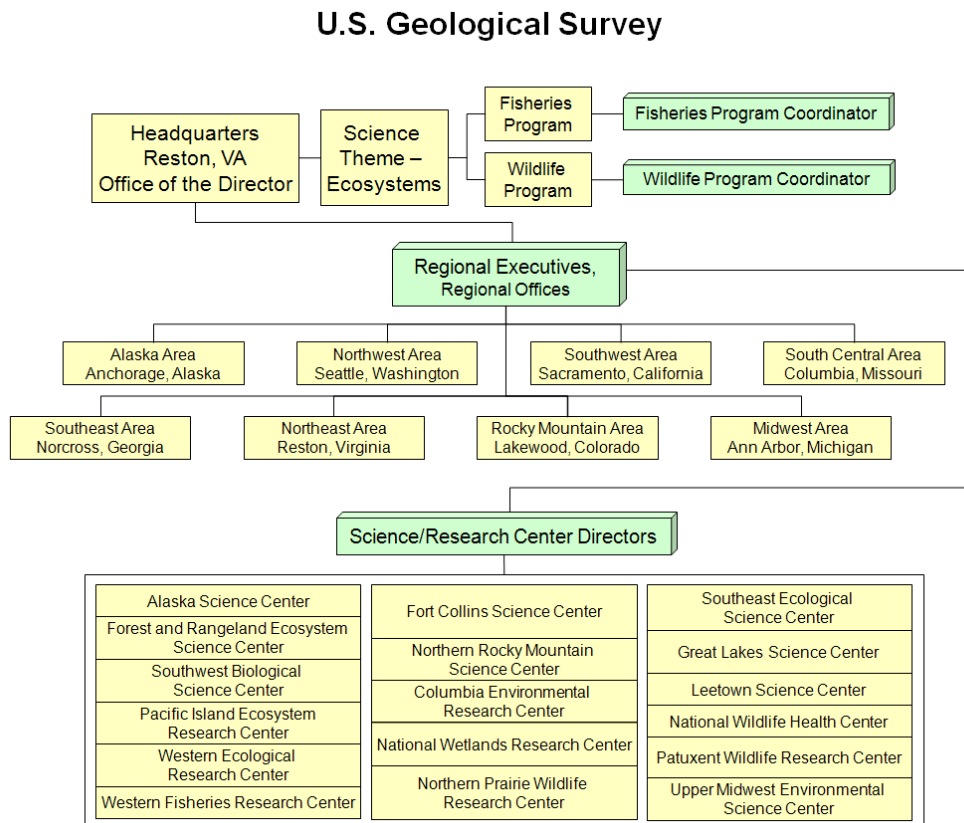 U.S. Geological Survey
Headquarters
Reston, VA
Office of the Director
Science
Theme –
Ecosystems
Fisheries
Program
Fisheries Program Coordinator
Wildlife
Program
Wildlife Program Coordinator
Regional Executives,
Regional Offices
Alaska Area
Anchorage, Alaska
Northwest Area
Seattle, Washington
Southwest Area
Sacramento, California
South Central Area
Columbia, Missouri
Southeast Area
Norcross, Georgia
Northeast Area
Reston, Virginia
Rocky Mountain Area
Lakewood, Colorado
Midwest Area
Ann Arbor, Michigan
Science/Research Center Directors
Alaska Science Center
Forest and Rangeland Ecosystem
Science Center
Southwest Biological
Science Center
Pacific Island Ecosystem
Research Center
Western Ecological
Research Center
Western Fisheries Research Center
Fort Collins Science Center
Northern Rocky Mountain
Science Center
Columbia Environmental
Research Center
National Wetlands Research Center
Northern Prairie Wildlife
Research Center
Southeast Ecological
Science Center
Great Lakes Science Center
Leetown Science Center
National Wildlife Health Center
Patuxent Wildlife Research Center
Upper Midwest Environmental
Science Center